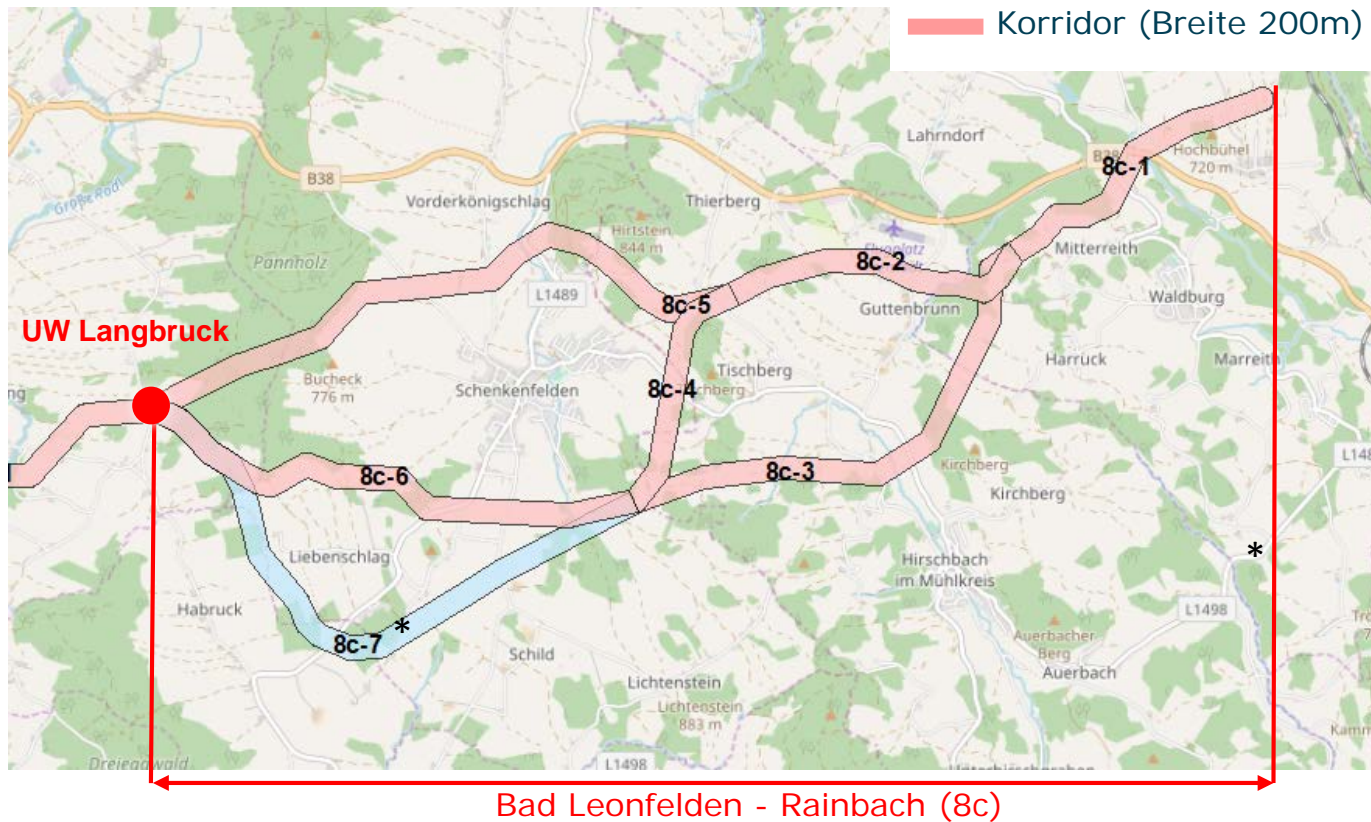 Korridor (Breite 200m)
Lahrndorf
B38
Hochbühel
720 m
8c-1
B38
Große Rodl
Vorderkönigschlag
Thierberg
Hirtstein
844 m
Pannholz
Flugplatz
Mitterreith
8c-2
L1489
8c-5
Guttenbrunn
Waldburg
UW Langbruck
Harruck
Marreith
Bucheck
776 m
Schenkenfelden
Tischberg
8c-4
8c-6
8c-3
Kirchberg
Kirchberg
Liebenschlag
Hirschbach
im Mühlkreis
*
Habruck
L1498
8c-7 *
Schild
Auerbacher
Berg
Auerbach
Lichtenstein
Lichtenstein
883 m
L1498
Bad Leonfelden - Rainbach (8c)